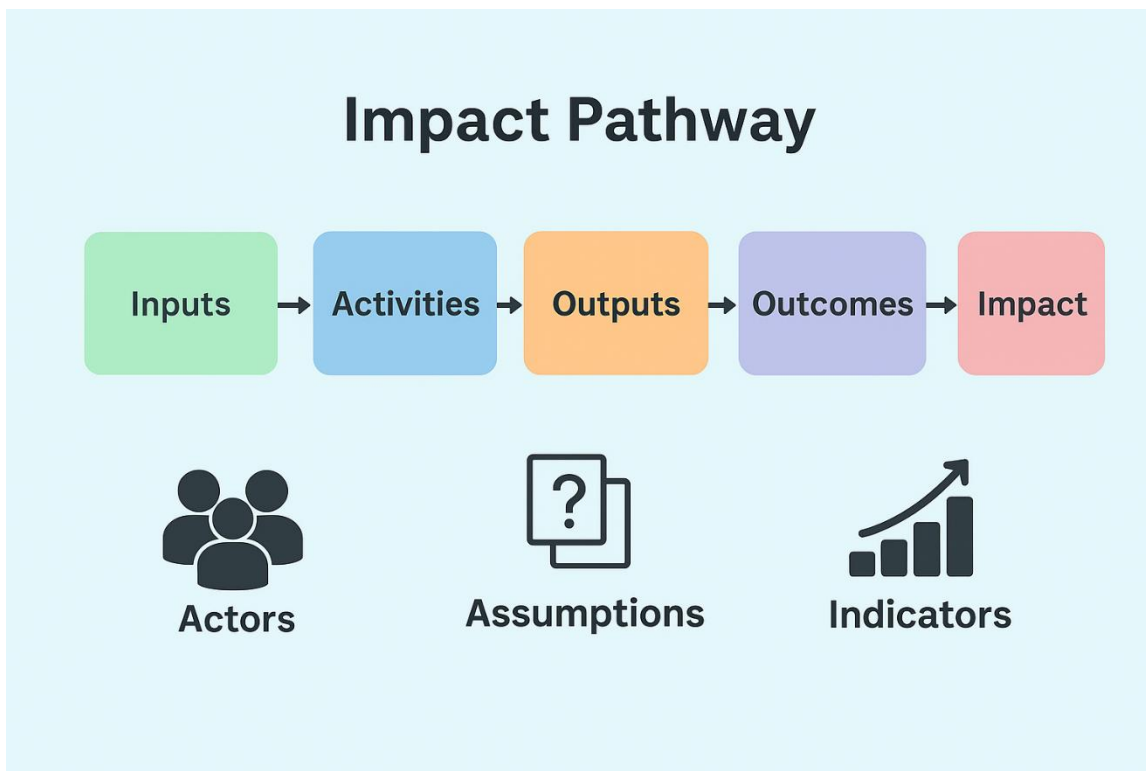 Impact Pathway
Inputs
Activities
Outputs
Outcomes
Impact
?
Actors
Assumptions
Indicators